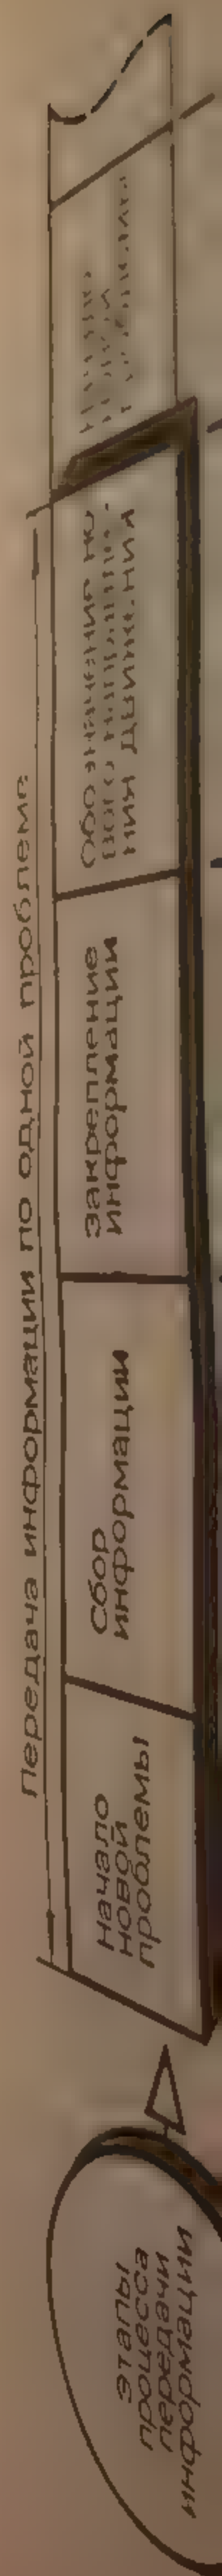 Передача информации по одной проблеме
этапы
процесса
передачи
информации
Начало
новой
проблемы
Сбор
информации
Закрепление
информации